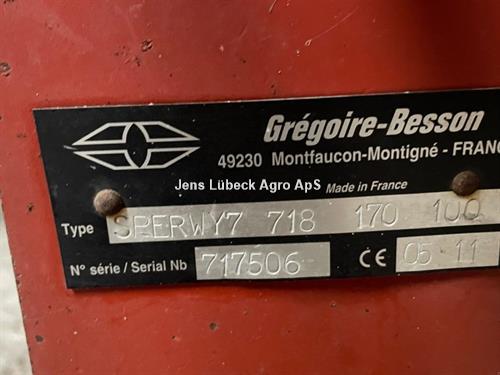 Grégoire-Besson
49230 Montfaucon-Montigné - FRANC
Jens Lübeck Agro ApS
Made in France
Type SPERWY7 718 170 100
N° série / Serial Nb 717506 CE 05 11